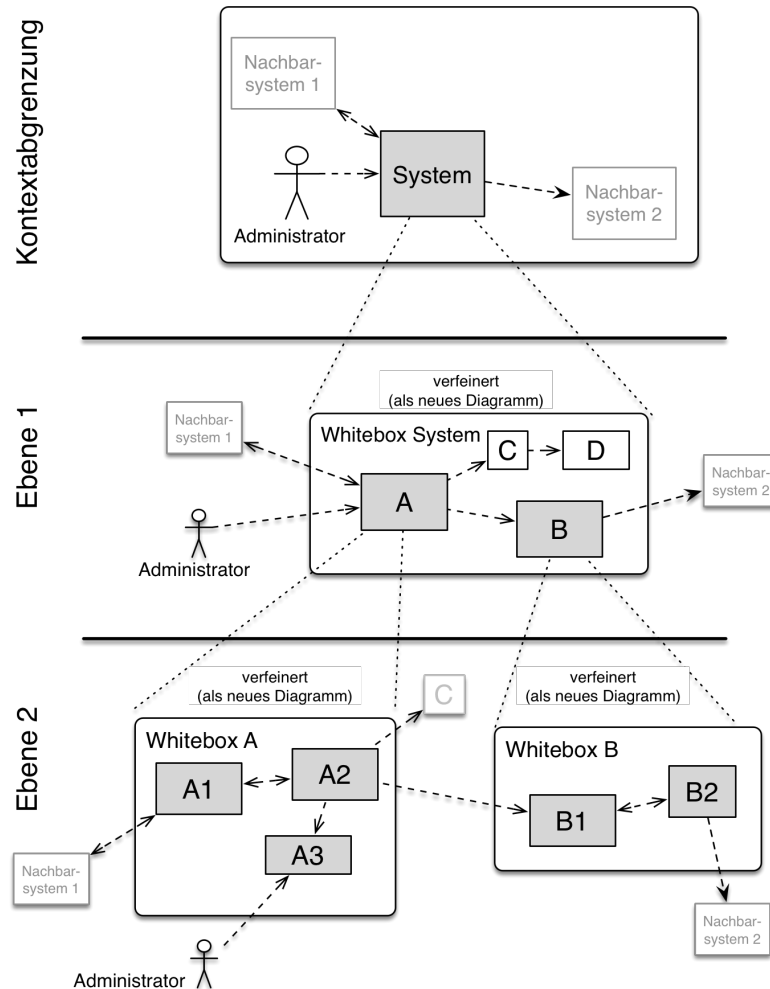 Kontextabgrenzung
Nachbar-
system 1
System
Administrator
Nachbar-
system 2
Ebene 1
verfeinert
(als neues Diagramm)
Nachbar-
system 1
Whitebox System
C
D
A
B
Nachbar-
system 2
Administrator
Ebene 2
verfeinert
(als neues Diagramm)
C
verfeinert
(als neues Diagramm)
Whitebox A
A1
A2
A3
Whitebox B
B1
B2
Nachbar-
system 1
Nachbar-
system 2
Administrator